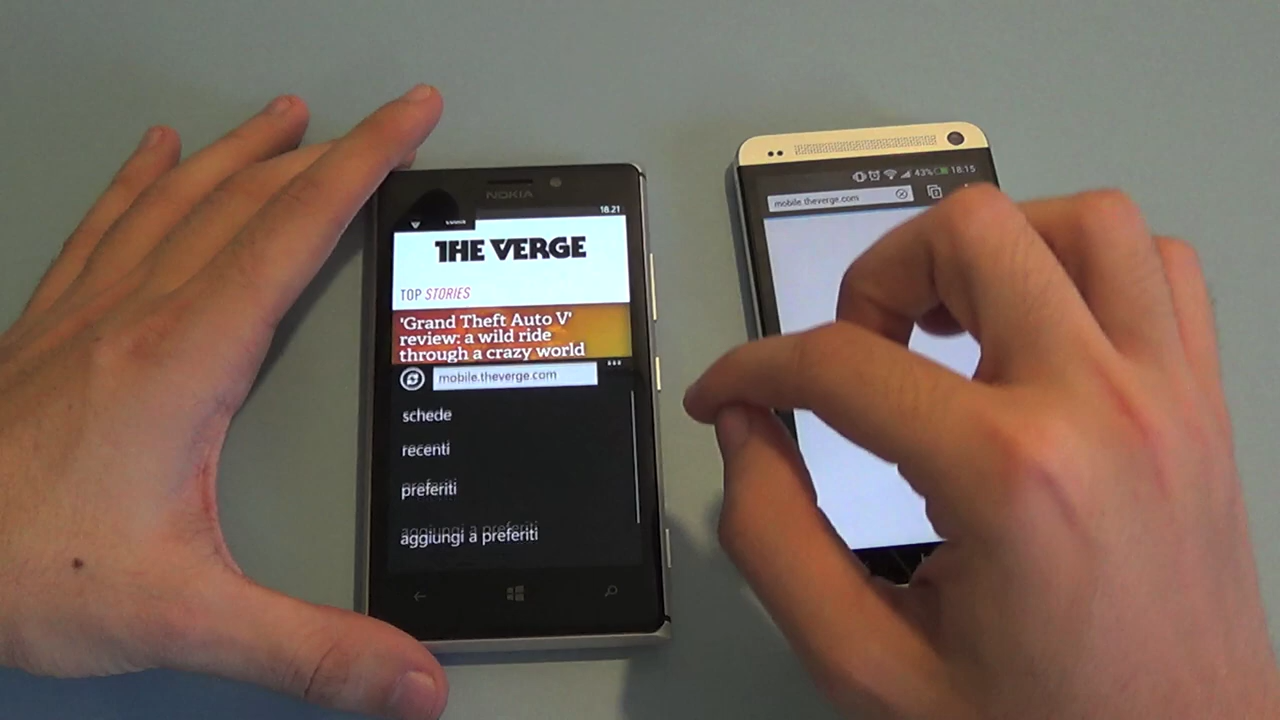 NOKIA
18.21
THE VERGE
TOP STORIES
'Grand Theft Auto V'
review: a wild ride
through a crazy world
mobile.theverge.com
schede
recenti
preferiti
aggiungi a preferiti
43% 18:15
mobile.theverge.com